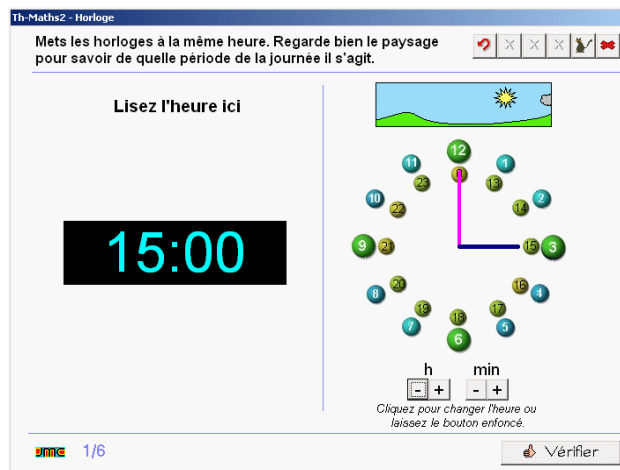 Th-Maths2 - Horloge
Mets les horloges à la même heure. Regarde bien le paysage
pour savoir de quelle période de la journée il s'agit.
Lisez l'heure ici
15:00
12
11
1
23
13
10
2
22
14
9
21
15
3
20
16
8
4
19
17
18
7
5
6
h
min
- +
- +
Cliquez pour changer l'heure ou
laissez le bouton enfoncé.
JMC
1/6
Vérifier